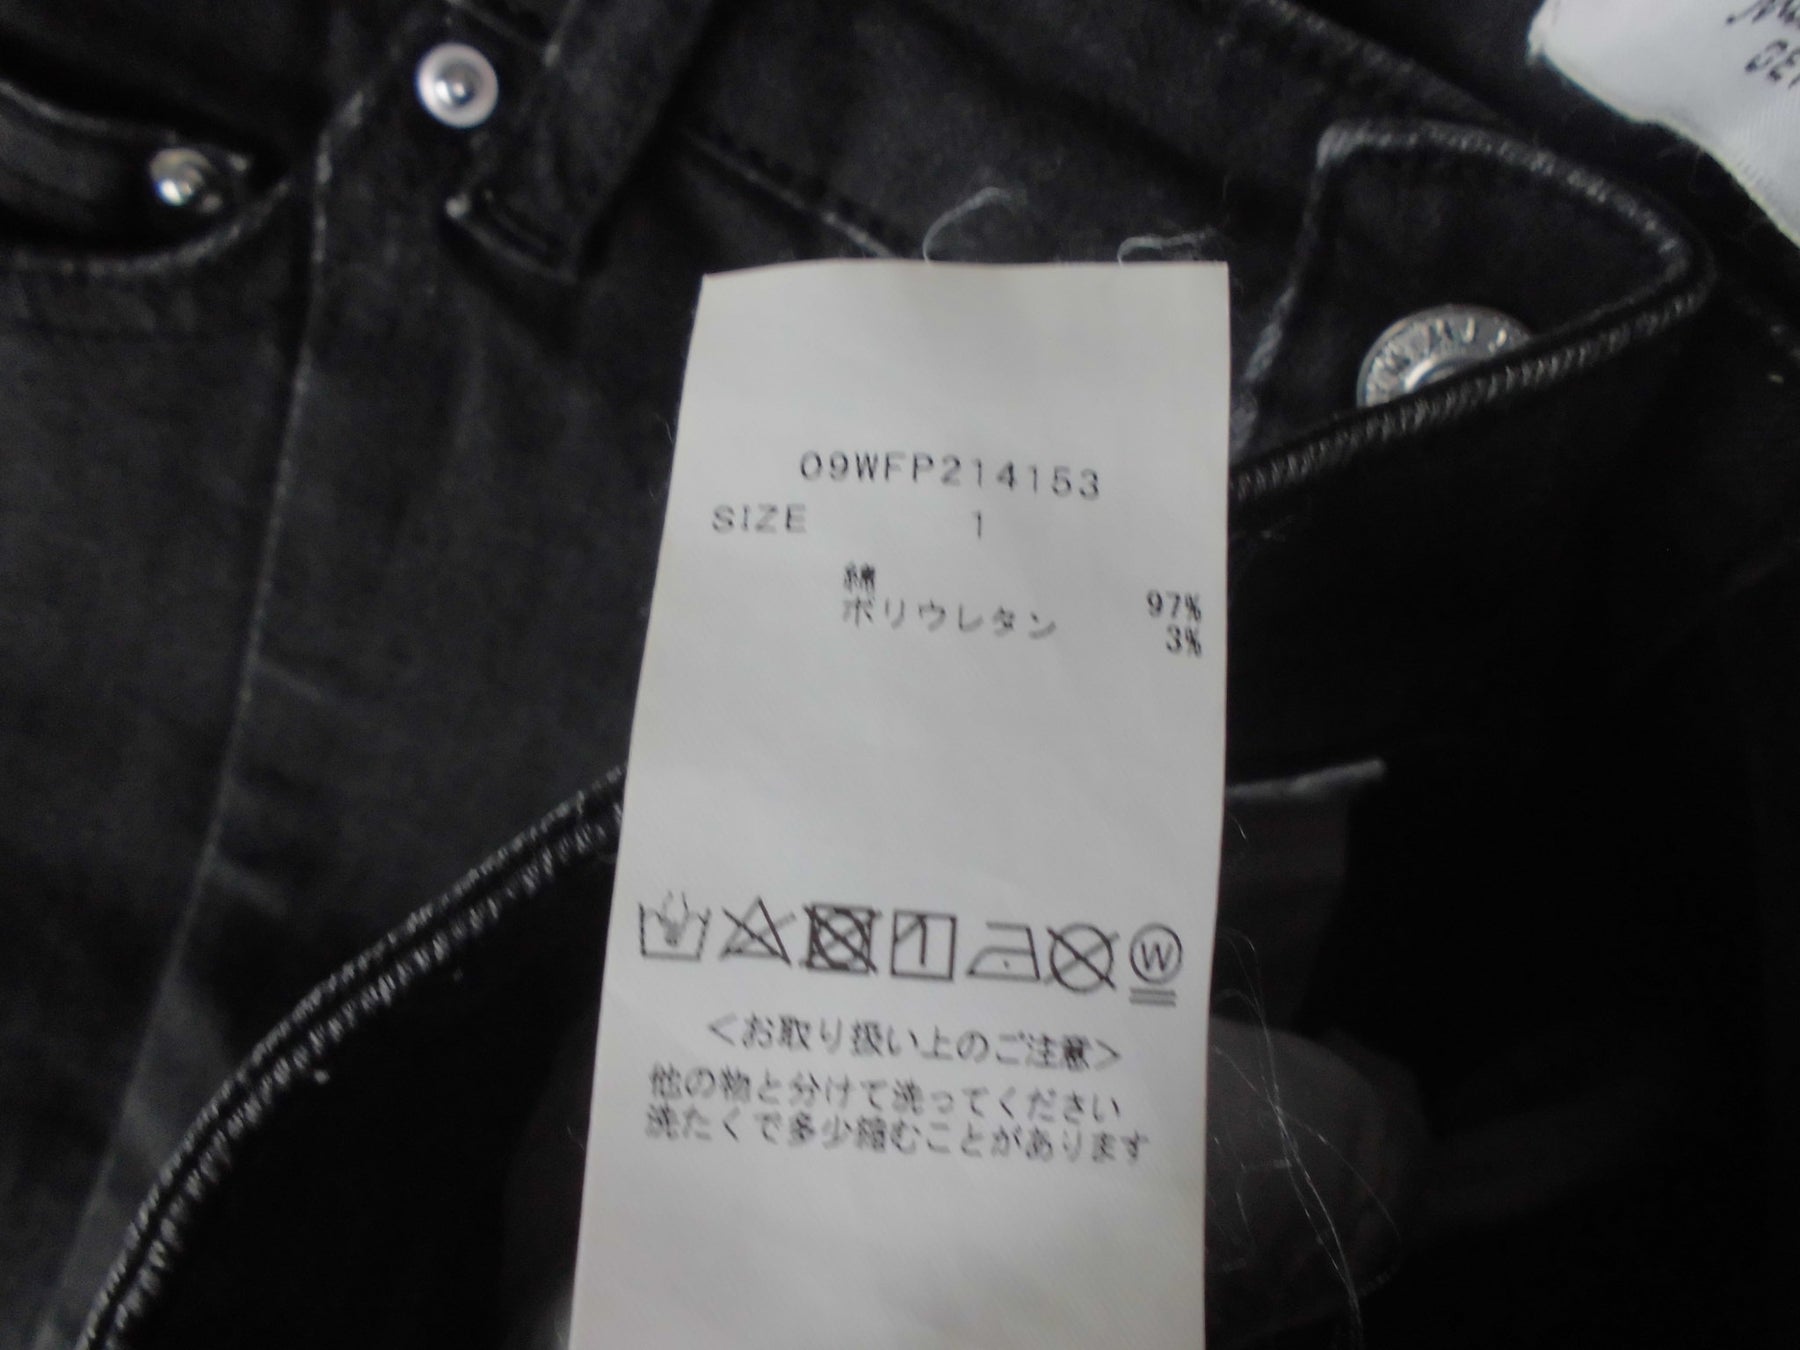 09WFP214153
SIZE 1
綿 97%
ポリウレタン 3%
W
<お取り扱い上のご注意>
他の物と分けて洗ってください
洗たくで多少縮むことがあります